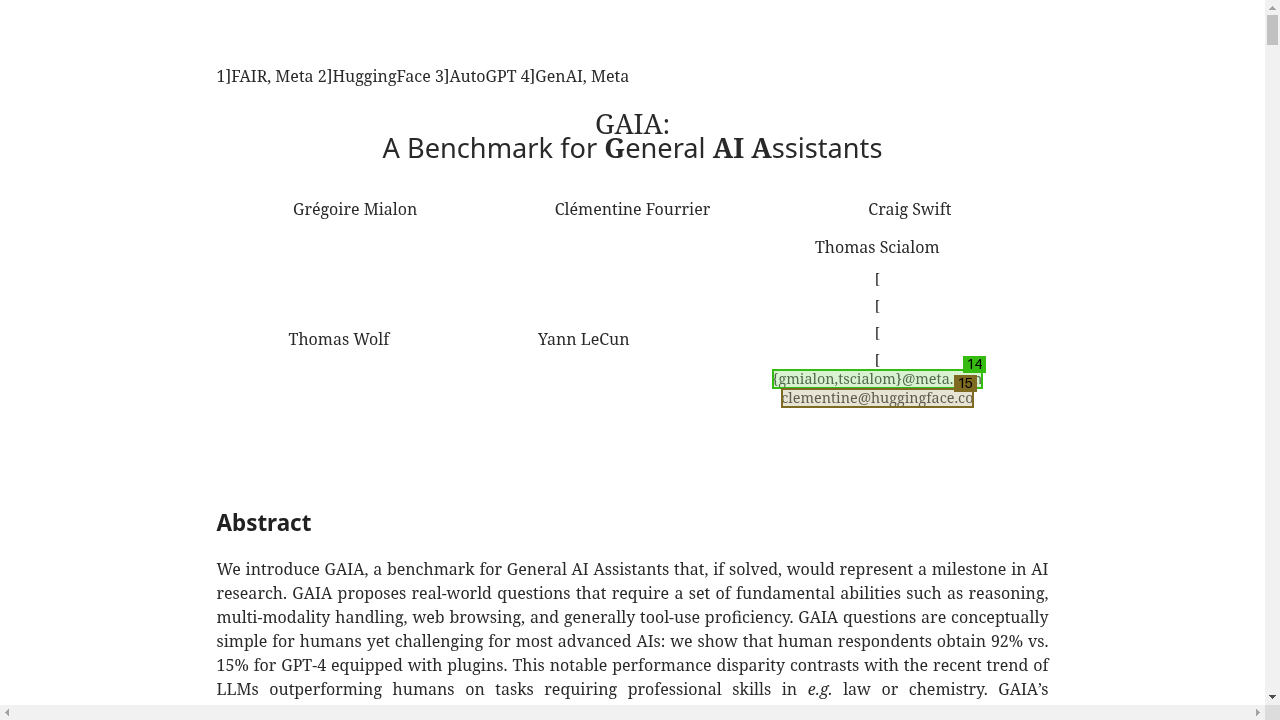 1]FAIR, Meta 2]HuggingFace 3]AutoGPT 4]GenAI, Meta
GAIA:
A Benchmark for General AI Assistants
Grégoire Mialon
Clémentine Fourrier
Craig Swift
Thomas Wolf
Yann LeCun
Thomas Scialom
[
[
[
[
14
{gmialon,tscialom}@meta.
15
clementine@huggingface.co
Abstract
We introduce GAIA, a benchmark for General AI Assistants that, if solved, would represent a milestone in AI
research. GAIA proposes real-world questions that require a set of fundamental abilities such as reasoning,
multi-modality handling, web browsing, and generally tool-use proficiency. GAIA questions are conceptually
simple for humans yet challenging for most advanced AIs: we show that human respondents obtain 92% vs.
15% for GPT-4 equipped with plugins. This notable performance disparity contrasts with the recent trend of
LLMs outperforming humans on tasks requiring professional skills in e.g. law or chemistry. GAIA’s